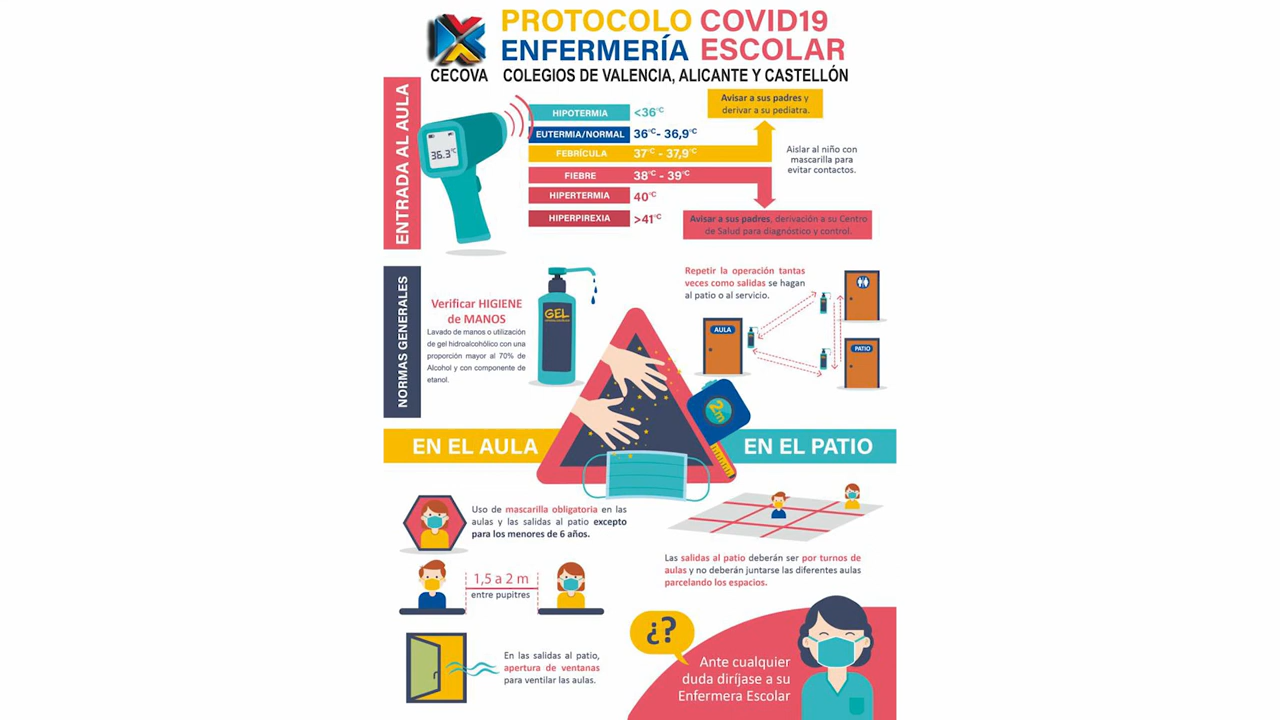 PROTOCOLO COVID19
ENFERMERÍA ESCOLAR
CECOVA COLEGIOS DE VALENCIA, ALICANTE Y CASTELLÓN
ENTRADA AL AULA
36.3°C
HIPOTERMIA <36°C
EUTERMIA/NORMAL 36°C- 36,9°C
FEBRÍCULA 37°C - 37,9°C
FIEBRE 38°C - 39°C
HIPERTERMIA 40°C
HIPERPIREXIA >41°C
Avisar a sus padres y
derivar a su pediatra.
Aislar al niño con
mascarilla para
evitar contactos.
Avisar a sus padres, derivación a su Centro
de Salud para diagnóstico y control.
NORMAS GENERALES
Verificar HIGIENE
de MANOS
Lavado de manos o utilización
de gel hidroalcohólico con una
proporción mayor al 70% de
Alcohol y con componente de
etanol.
GEL
Repetir la operación tantas
veces como salidas se hagan
al patio o al servicio.
AULA
PATIO
2m
EN EL AULA
EN EL PATIO
Uso de mascarilla obligatoria en las
aulas y las salidas al patio excepto
para los menores de 6 años.
1,5 a 2 m
entre pupitres
En las salidas al patio,
apertura de ventanas
para ventilar las aulas.
Las salidas al patio deberán ser por turnos de
aulas y no deberán juntarse las diferentes aulas
parcelando los espacios.
¿?
Ante cualquier
duda diríjase a su
Enfermera Escolar